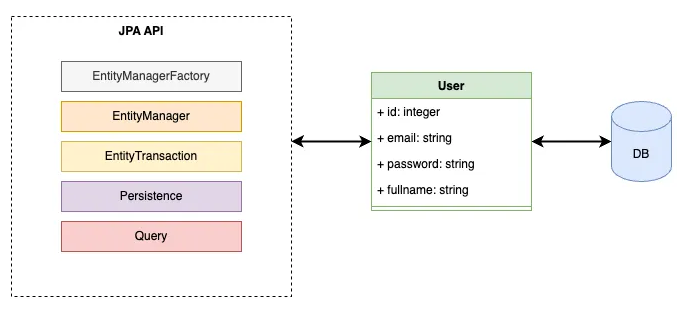 JPA API
EntityManagerFactory
EntityManager
EntityTransaction
Persistence
Query
User
+ id: integer
+ email: string
+ password: string
+ fullname: string
DB